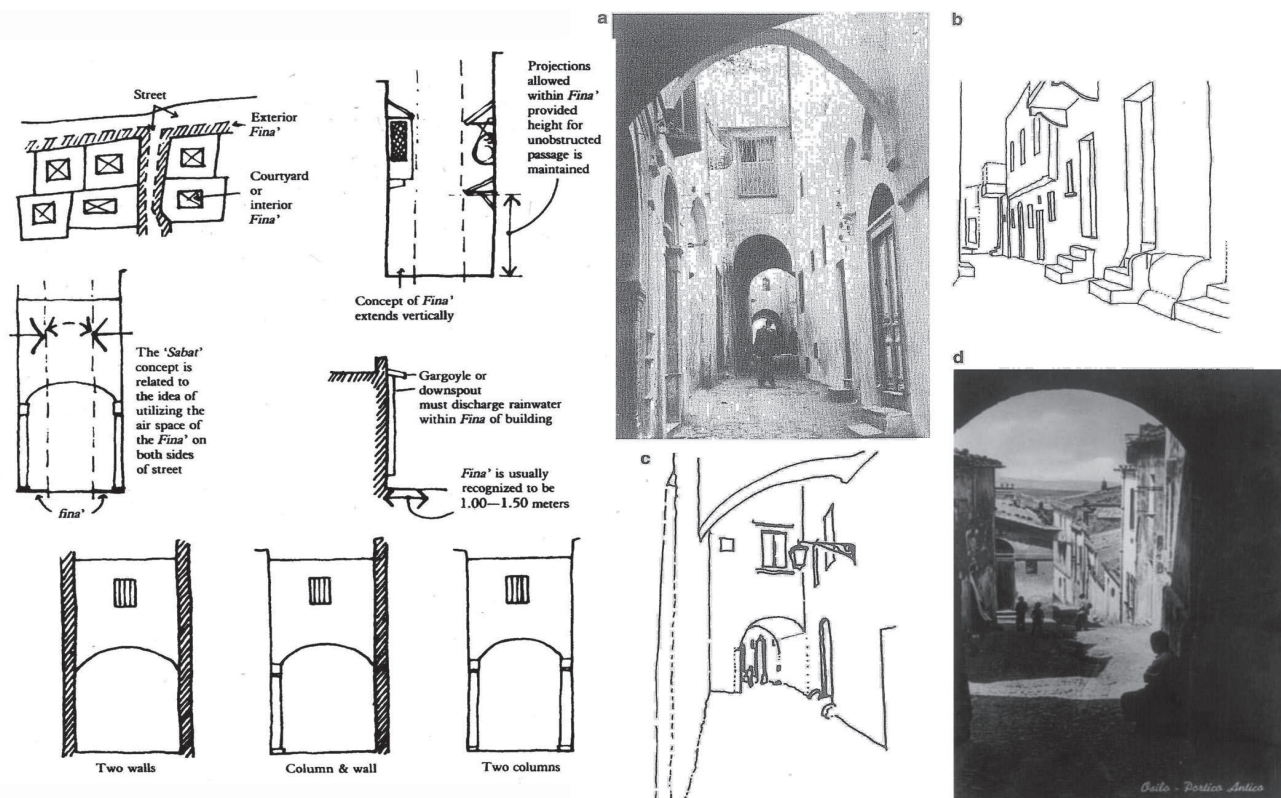 Street
Exterior
Fina'
Courtyard
or
interior
Fina'
Projections
allowed
within Fina'
provided
height for
unobstructed
passage is
maintained
Concept of Fina'
extends vertically
The 'Sabat'
concept is
related to
the idea of
utilizing the
air space of
the Fina' on
both sides
of street
fina'
Gargoyle or
downspout
must discharge rainwater
within Fina of building
Fina' is usually
recognized to be
1.00—1.50 meters
Two walls
Column & wall
Two columns
a
b
c
d
Osilo - Portico Antico